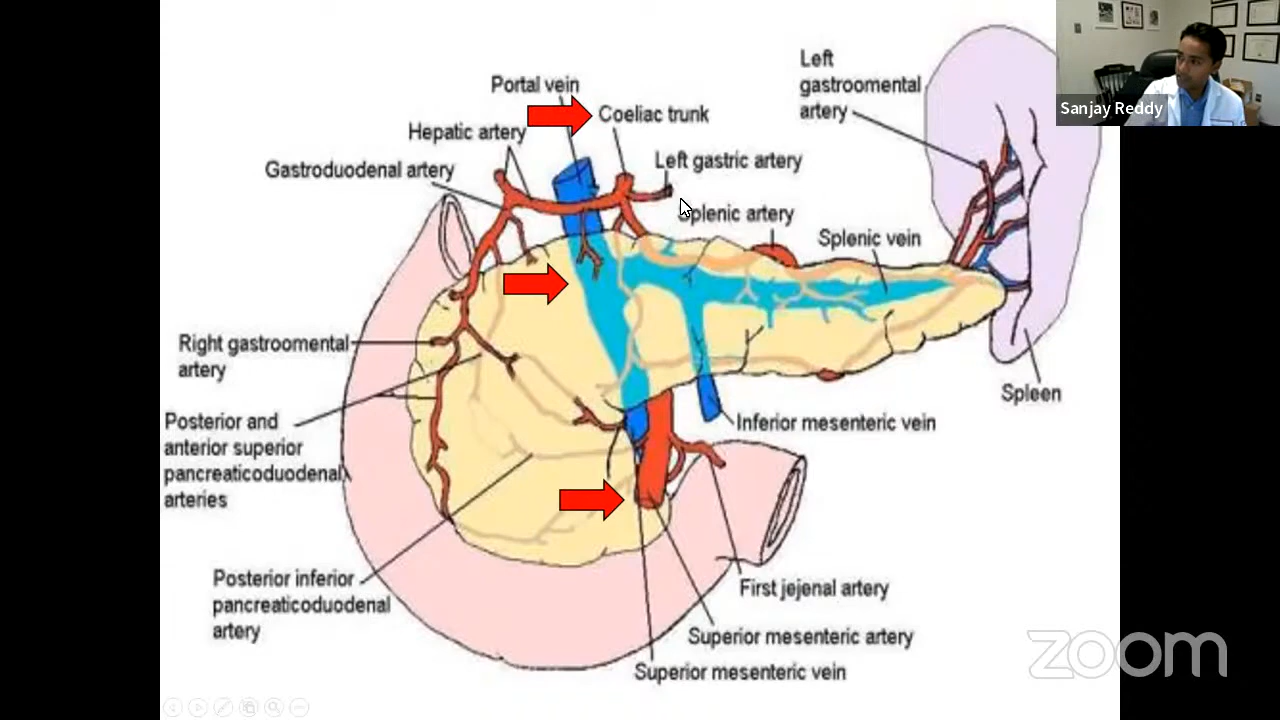 Sanjay Reddy
Left
gastroomental
artery
Portal vein
Coeliac trunk
Hepatic artery
Left gastric artery
Gastroduodenal artery
Splenic artery
Splenic vein
Right gastroomental
artery
Posterior and
anterior superior
pancreaticoduodenal
arteries
Spleen
Inferior mesenteric vein
Posterior inferior
pancreaticoduodenal
artery
First jejenal artery
Superior mesenteric artery
Superior mesenteric vein
zoom